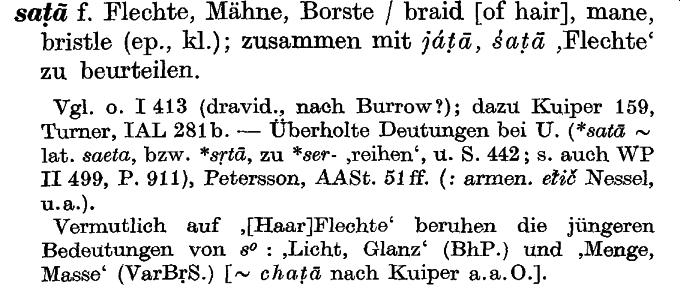 saṭā f. Flechte, Mähne, Borste / braid [of hair], mane,
bristle (ep., kl.); zusammen mit jáṭā, śaṭā ‚Flechte‘
zu beurteilen.
Vgl. o. I 413 (dravid., nach Burrow?); dazu Kuiper 159,
Turner, IAL 281b. — Überholte Deutungen bei U. (*satā ~
lat. saeta, bzw. *sṛtā, zu *ser- ‚reihen‘, u. S. 442; s. auch WP
II 499, P. 911), Petersson, AASt. 51 ff. (: armen. ełič Nessel,
u.a.).
Vermutlich auf ‚[Haar]Flechte‘ beruhen die jüngeren
Bedeutungen von s⁰ : ‚Licht, Glanz‘ (BhP.) und ‚Menge,
Masse‘ (VarBṛS.) [~ chaṭā nach Kuiper a.a.O.].